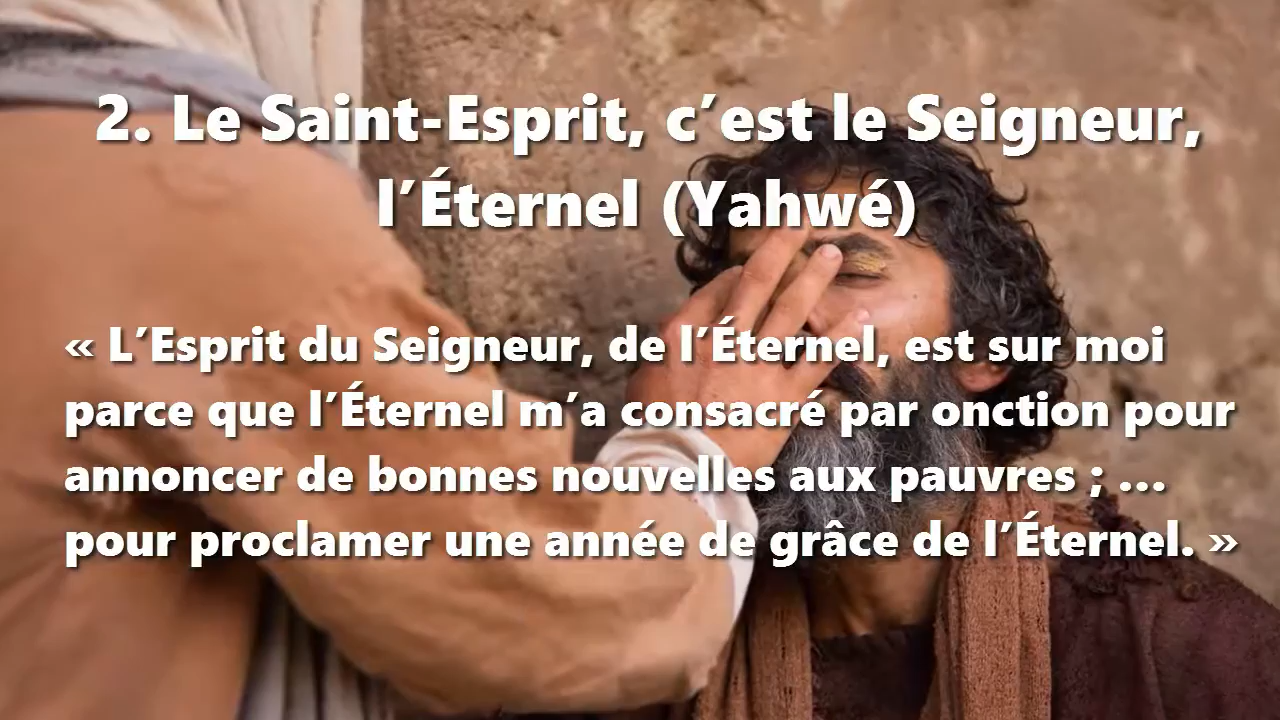 2. Le Saint-Esprit, c’est le Seigneur,
l’Éternel (Yahwé)
« L’Esprit du Seigneur, de l’Éternel, est sur moi
parce que l’Éternel m’a consacré par onction pour
annoncer de bonnes nouvelles aux pauvres ; …
pour proclamer une année de grâce de l’Éternel. »